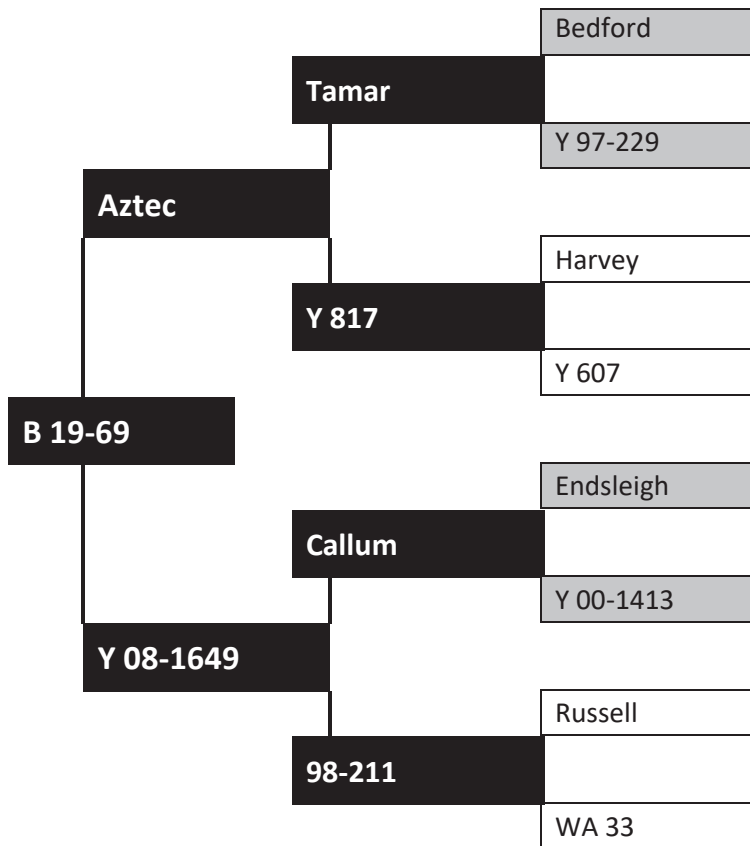 Bedford
Tamar
Y 97-229
Aztec
Harvey
Y 817
Y 607
B 19-69
Endsleigh
Callum
Y 00-1413
Y 08-1649
Russell
98-211
WA 33